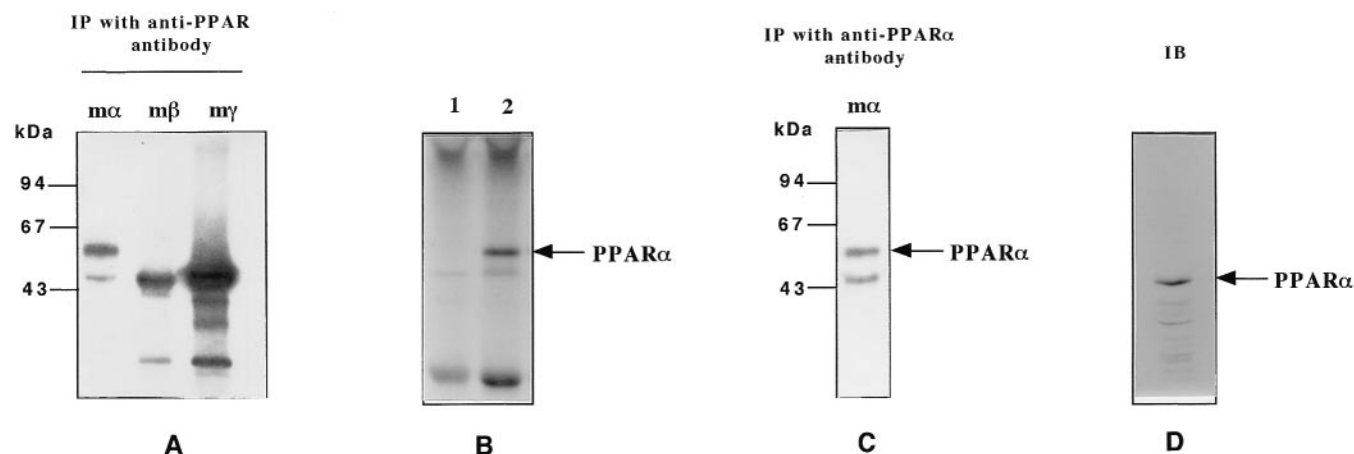 IP with anti-PPAR
antibody
mα mβ mγ
kDa
94
67
43
A
1 2
PPARα
B
IP with anti-PPARα
antibody
mα
kDa
94
67
43
PPARα
C
IB
PPARα
D